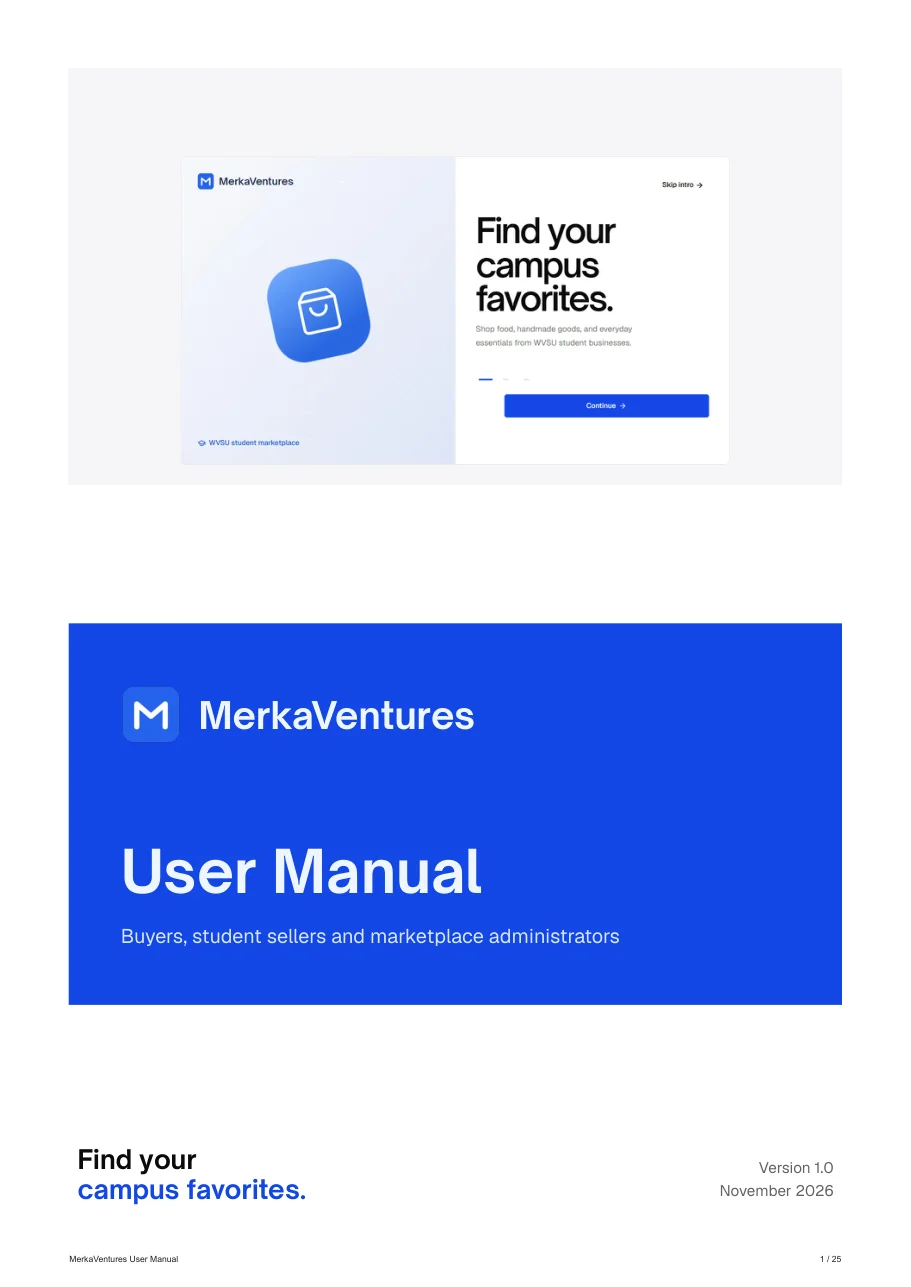 MerkaVentures
Skip intro →
Find your
campus
favorites.
Shop food, handmade goods, and everyday
essentials from WVSU student businesses.
Continue →
WVSU student marketplace
MerkaVentures
User Manual
Buyers, student sellers and marketplace administrators
Find your
campus favorites.
Version 1.0
November 2026
MerkaVentures User Manual
1 / 25